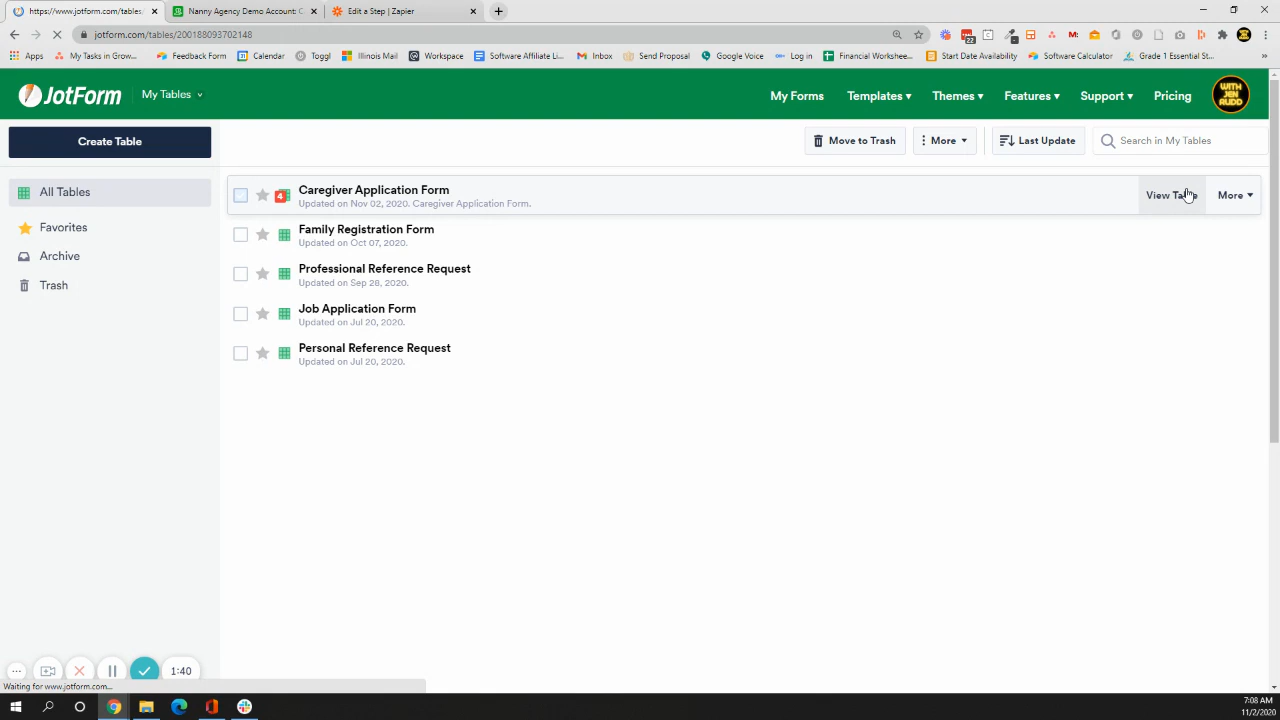 https://www.jotform.com/tables/
Nanny Agency Demo Account: C
Edit a Step | Zapier
jotform.com/tables/200188093702148
22
Apps
My Tasks in Grow...
Feedback Form
Calendar
Toggl
Illinois Mail
Workspace
Software Affiliate Li...
Inbox
Send Proposal
Google Voice
Log in
Financial Workshee...
Start Date Availability
Software Calculator
Grade 1 Essential St...
»
JotForm
My Tables
My Forms
Templates
Themes
Features
Support
Pricing
WITH JEN RUDD
Create Table
Move to Trash
More
Last Update
Search in My Tables
All Tables
Favorites
Archive
Trash
4
Caregiver Application Form
Updated on Nov 02, 2020. Caregiver Application Form.
View Table
More
Family Registration Form
Updated on Oct 07, 2020.
Professional Reference Request
Updated on Sep 28, 2020.
Job Application Form
Updated on Jul 20, 2020.
Personal Reference Request
Updated on Jul 20, 2020.
1:40
Waiting for www.jotform.com...
7:08 AM
11/2/2020